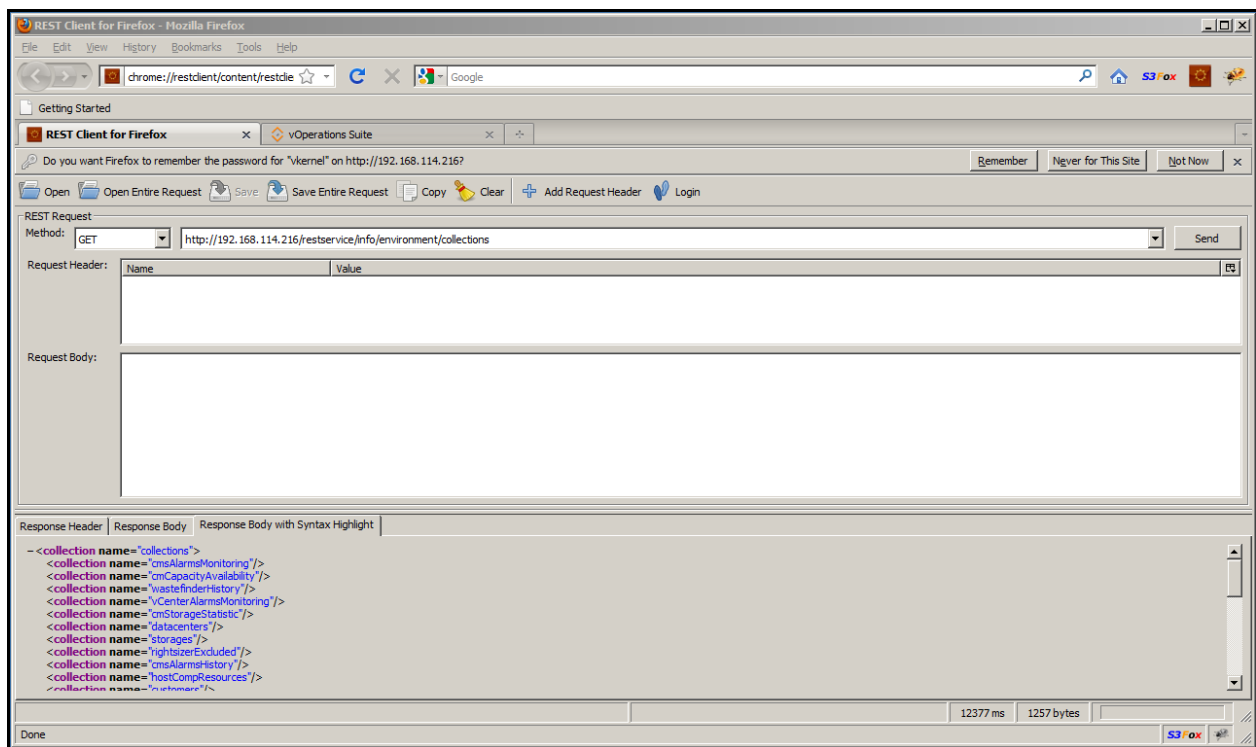 REST Client for Firefox - Mozilla Firefox
File Edit View History Bookmarks Tools Help
chrome://restclient/content/restclie Google S3Fox
Getting Started
REST Client for Firefox x vOperations Suite x
Do you want Firefox to remember the password for "vkernel" on http://192.168.114.216? Remember Never for This Site Not Now x
Open Open Entire Request Save Save Entire Request Copy Clear Add Request Header Login
REST Request
Method: GET http://192.168.114.216/restservice/info/environment/collections Send
Request Header: Name Value
Request Body:
Response Header Response Body Response Body with Syntax Highlight
-<collection name="collections">
<collection name="cmsAlarmsMonitoring"/>
<collection name="cmCapacityAvailability"/>
<collection name="wastefinderHistory"/>
<collection name="vCenterAlarmsMonitoring"/>
<collection name="cmStorageStatistic"/>
<collection name="datacenters"/>
<collection name="storages"/>
<collection name="rightsizerExcluded"/>
<collection name="cmsAlarmsHistory"/>
<collection name="hostCompResources"/>
<collection name="customers"/>
12377 ms 1257 bytes
Done S3Fox